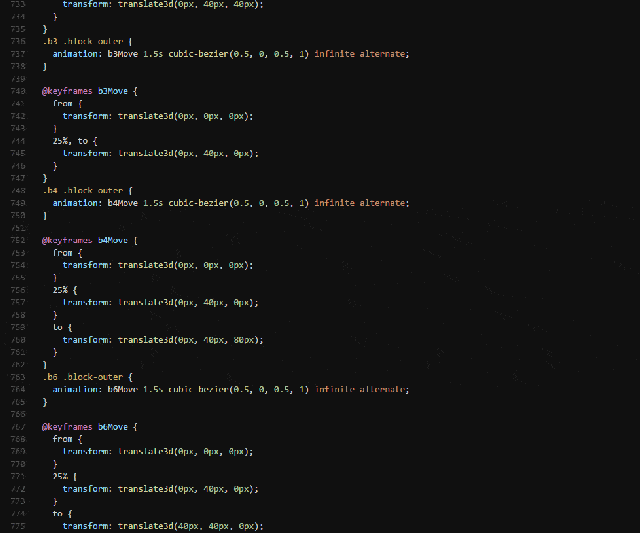 733 transform: translate3d(0px, 40px, 40px);
734 }
735 }
736 .b3 .block-outer {
737 animation: b3Move 1.5s cubic-bezier(0.5, 0, 0.5, 1) infinite alternate;
738 }
739
740 @keyframes b3Move {
741 from {
742 transform: translate3d(0px, 0px, 0px);
743 }
744 25%, to {
745 transform: translate3d(0px, 40px, 0px);
746 }
747 }
748 .b4 .block-outer {
749 animation: b4Move 1.5s cubic-bezier(0.5, 0, 0.5, 1) infinite alternate;
750 }
751
752 @keyframes b4Move {
753 from {
754 transform: translate3d(0px, 0px, 0px);
755 }
756 25% {
757 transform: translate3d(0px, 40px, 0px);
758 }
759 to {
760 transform: translate3d(0px, 40px, 80px);
761 }
762 }
763 .b6 .block-outer {
764 animation: b6Move 1.5s cubic-bezier(0.5, 0, 0.5, 1) infinite alternate;
765 }
766
767 @keyframes b6Move {
768 from {
769 transform: translate3d(0px, 0px, 0px);
770 }
771 25% {
772 transform: translate3d(0px, 40px, 0px);
773 }
774 to {
775 transform: translate3d(40px, 40px, 0px);